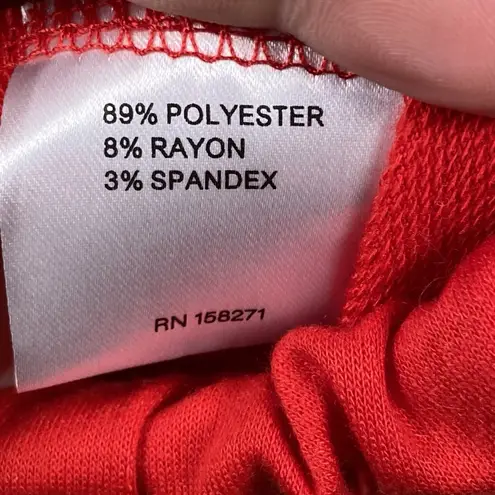 89% POLYESTER
8% RAYON
3% SPANDEX
RN 158271